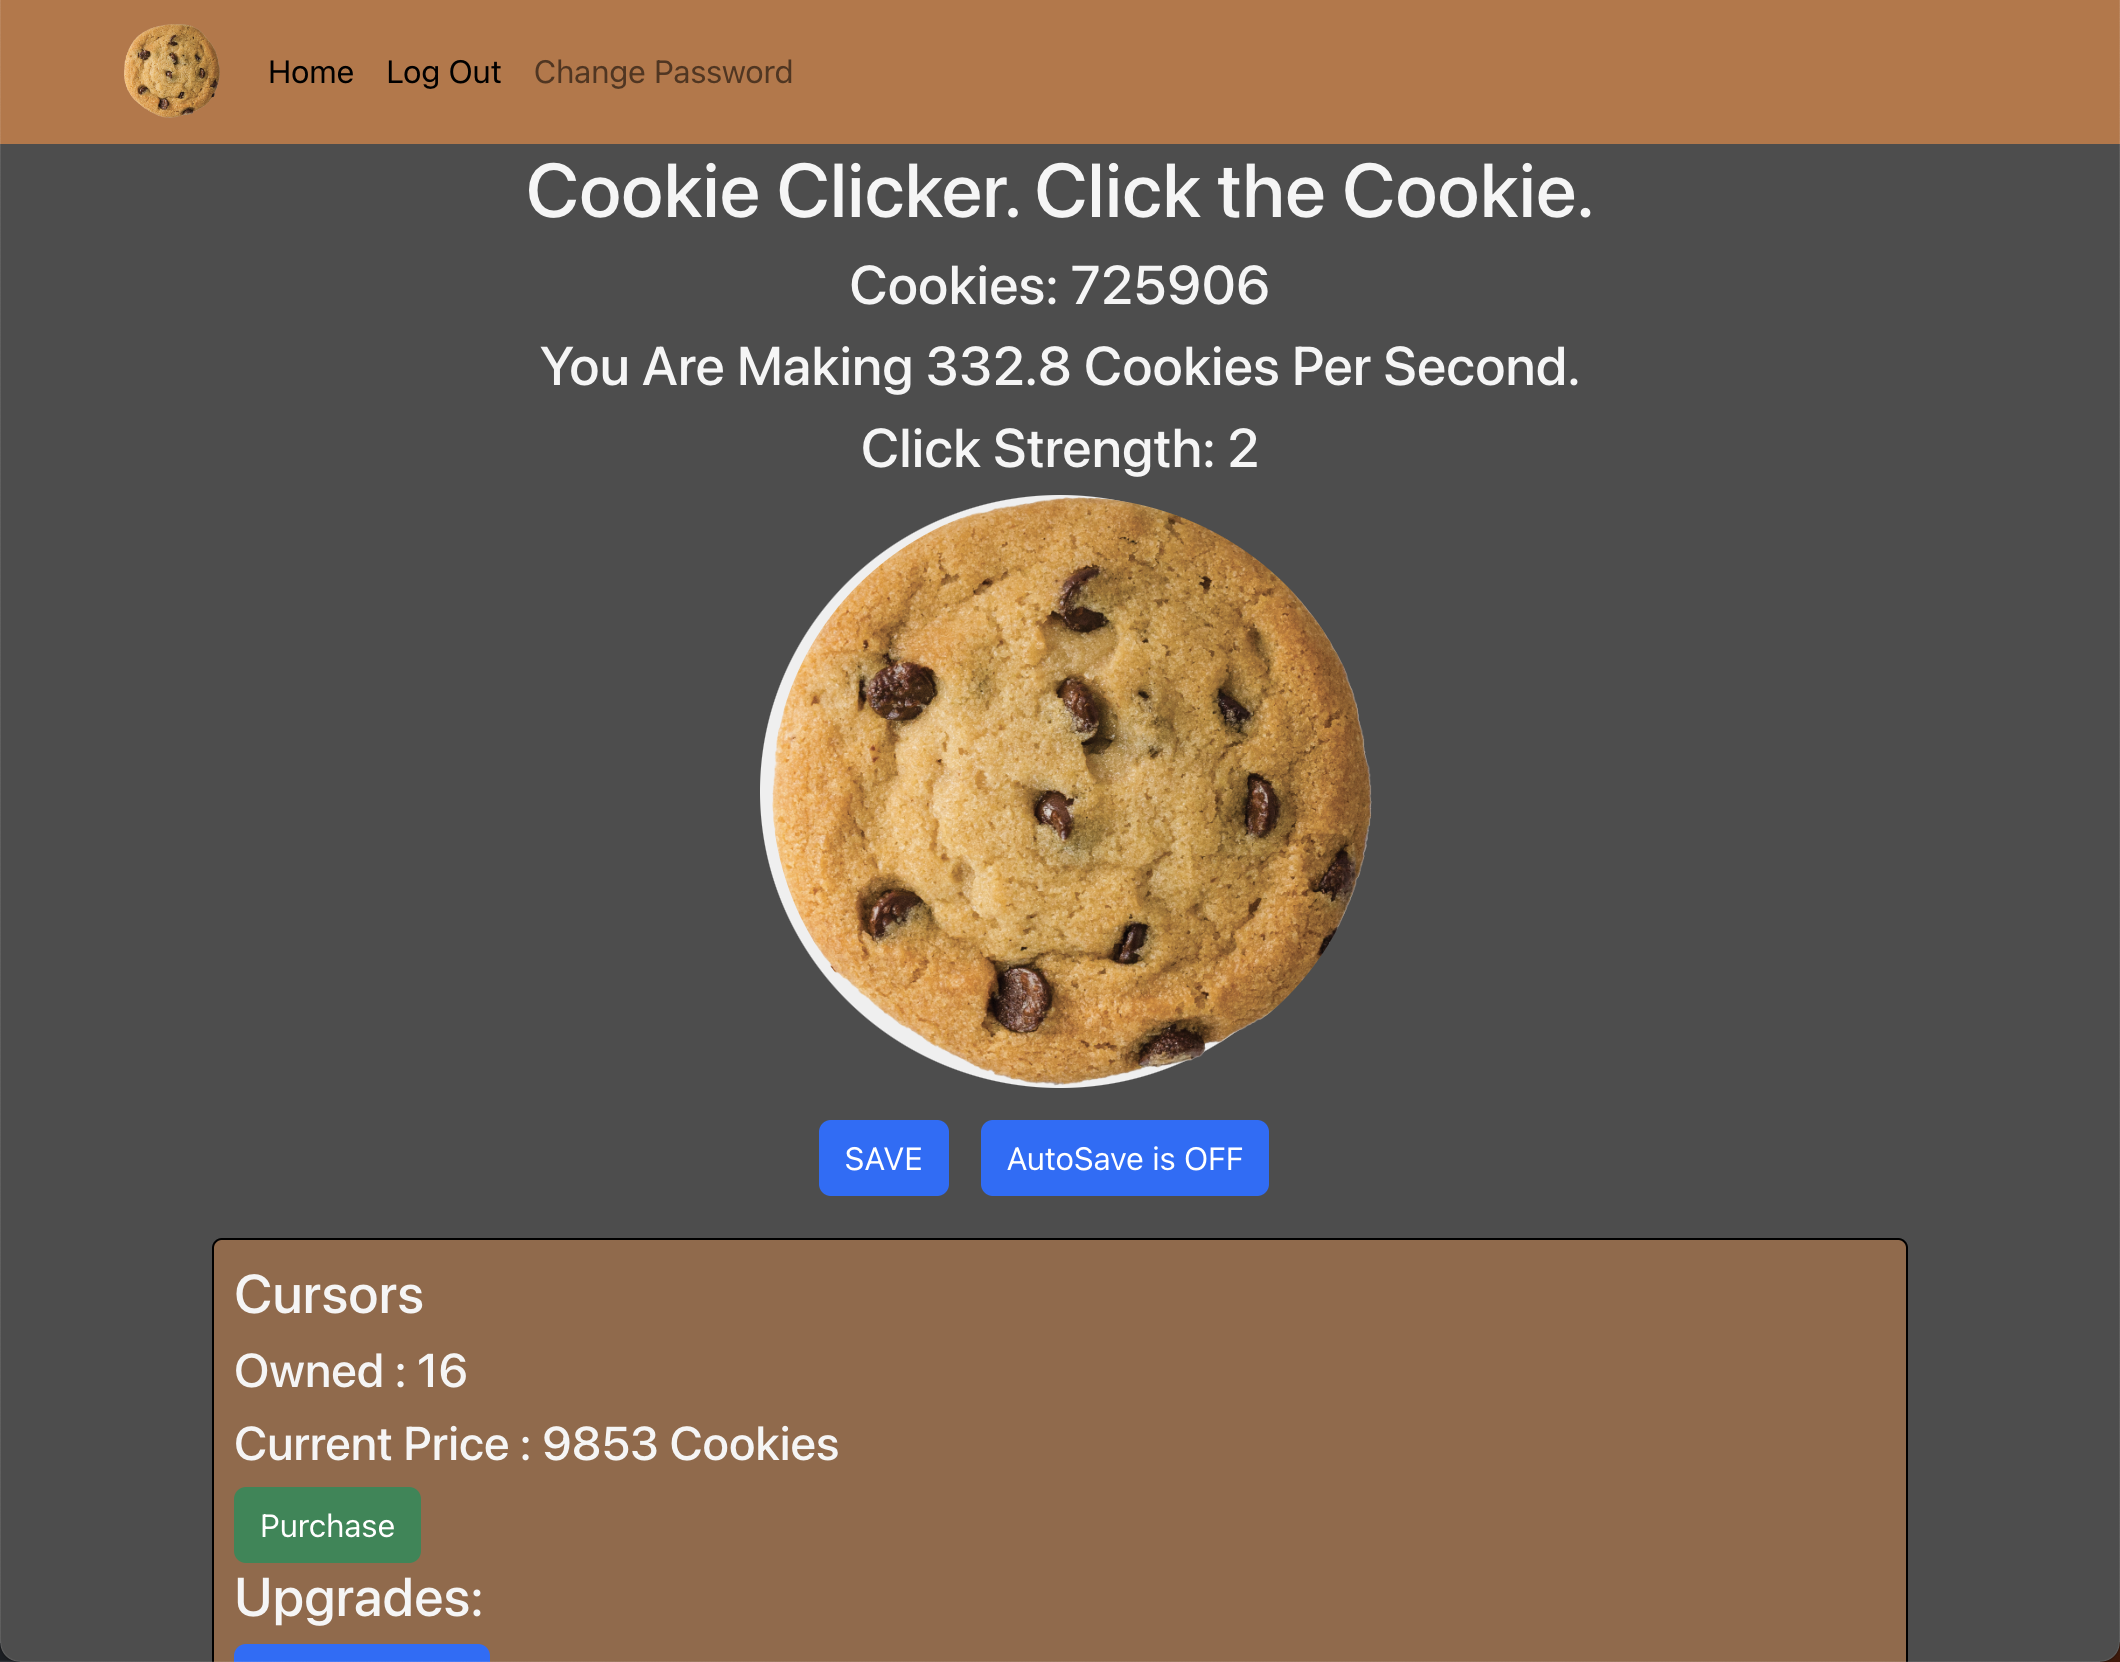 Home Log Out Change Password
Cookie Clicker. Click the Cookie.
Cookies: 725906
You Are Making 332.8 Cookies Per Second.
Click Strength: 2
SAVE AutoSave is OFF
Cursors
Owned : 16
Current Price : 9853 Cookies
Purchase
Upgrades: